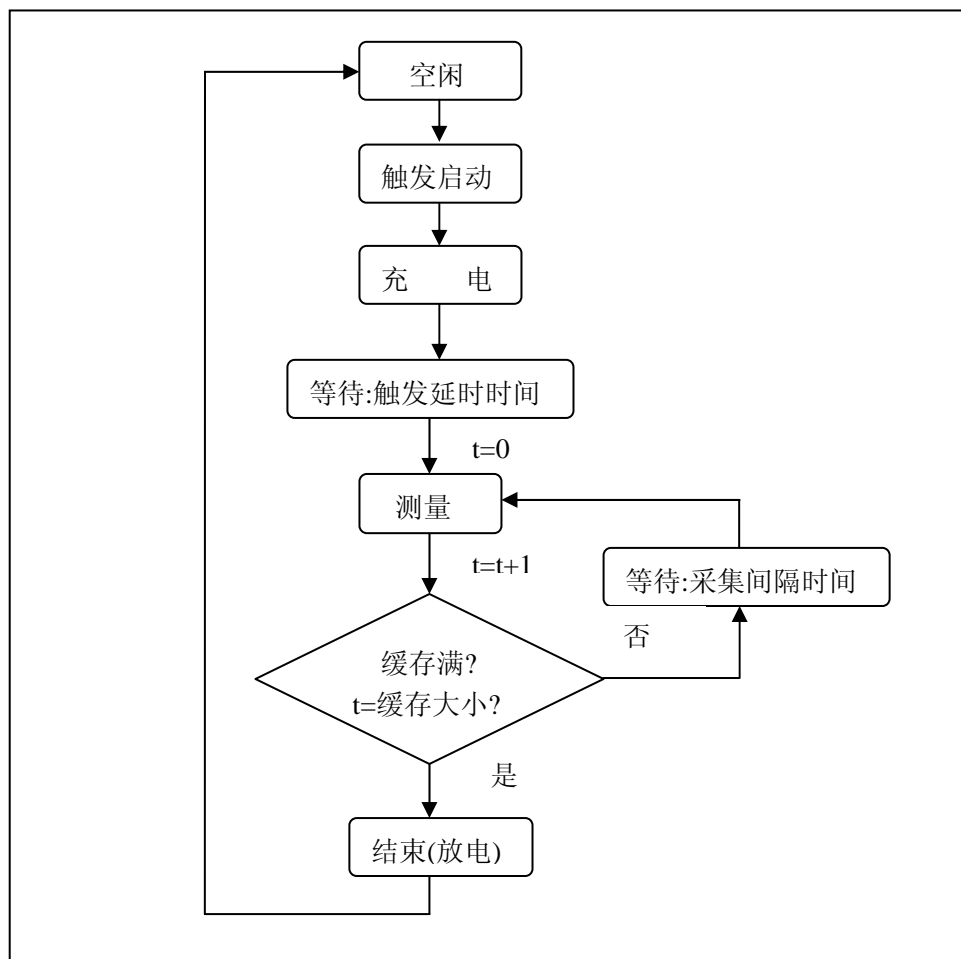 空闲
触发启动
充 电
等待:触发延时时间
t=0
测量
t=t+1
等待:采集间隔时间
否
缓存满?
t=缓存大小?
是
结束(放电)